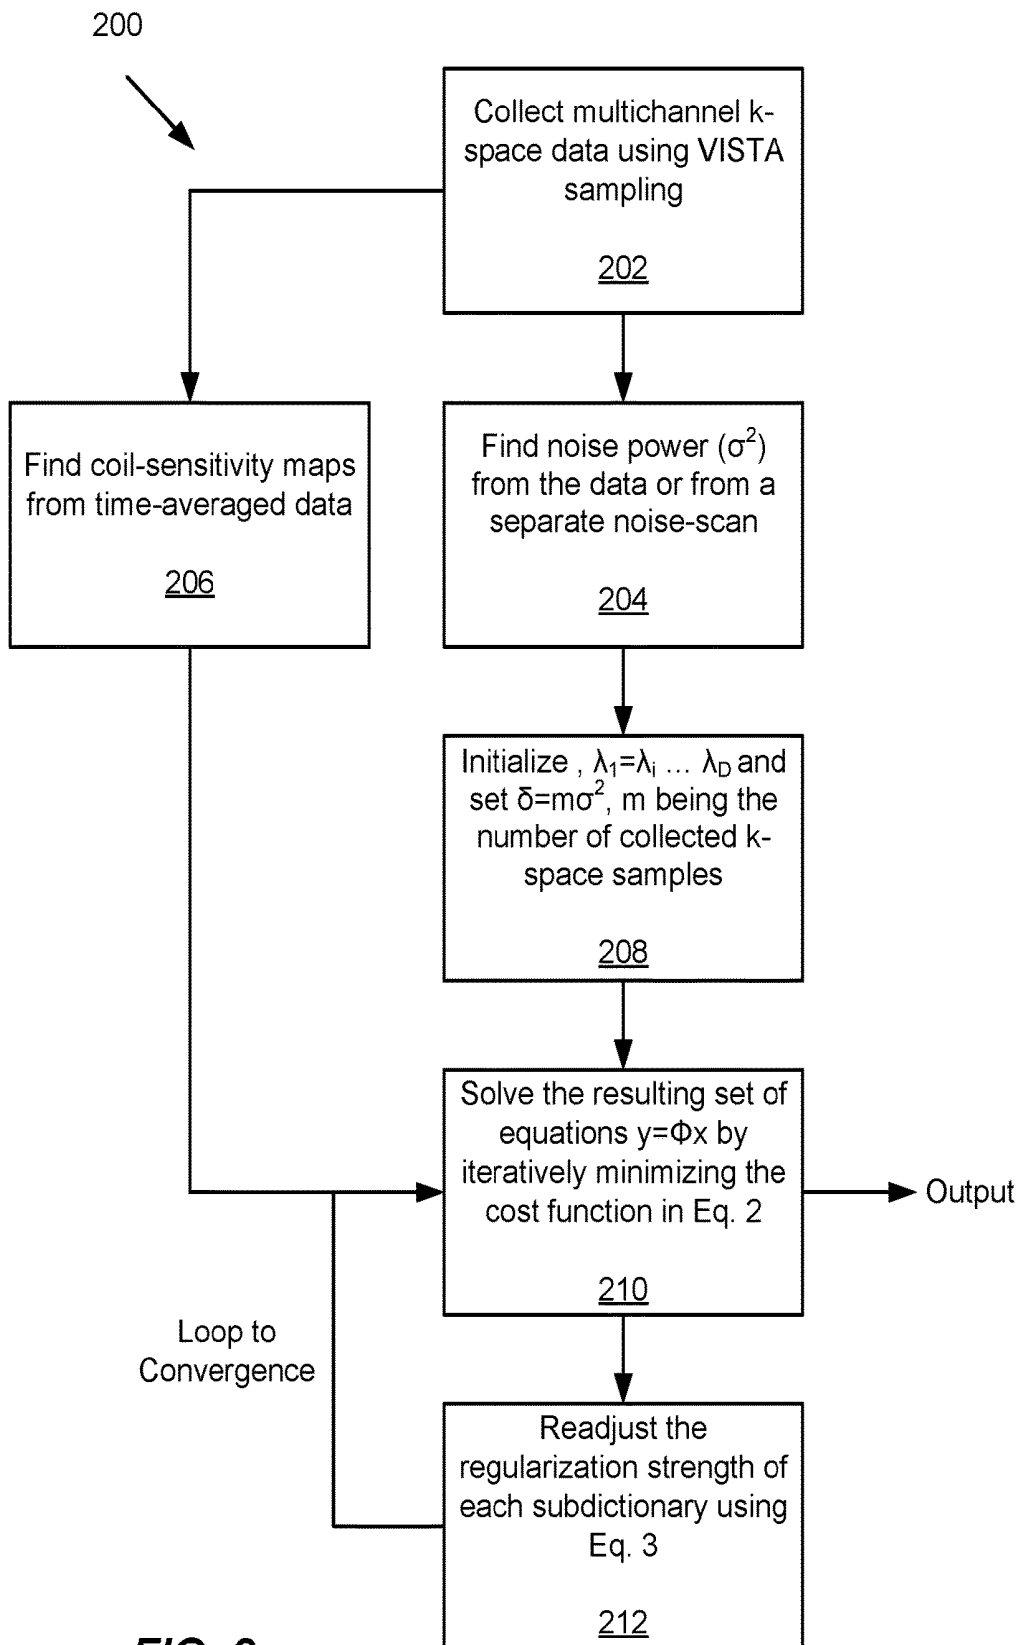 200
Collect multichannel k-
space data using VISTA
sampling
202
Find coil-sensitivity maps
from time-averaged data
206
Find noise power (σ²)
from the data or from a
separate noise-scan
204
Initialize , λ₁=λᵢ ... λ_D and
set δ=mσ², m being the
number of collected k-
space samples
208
Solve the resulting set of
equations y=Φx by
iteratively minimizing the
cost function in Eq. 2
210
Output
Loop to
Convergence
Readjust the
regularization strength of
each subdictionary using
Eq. 3
212